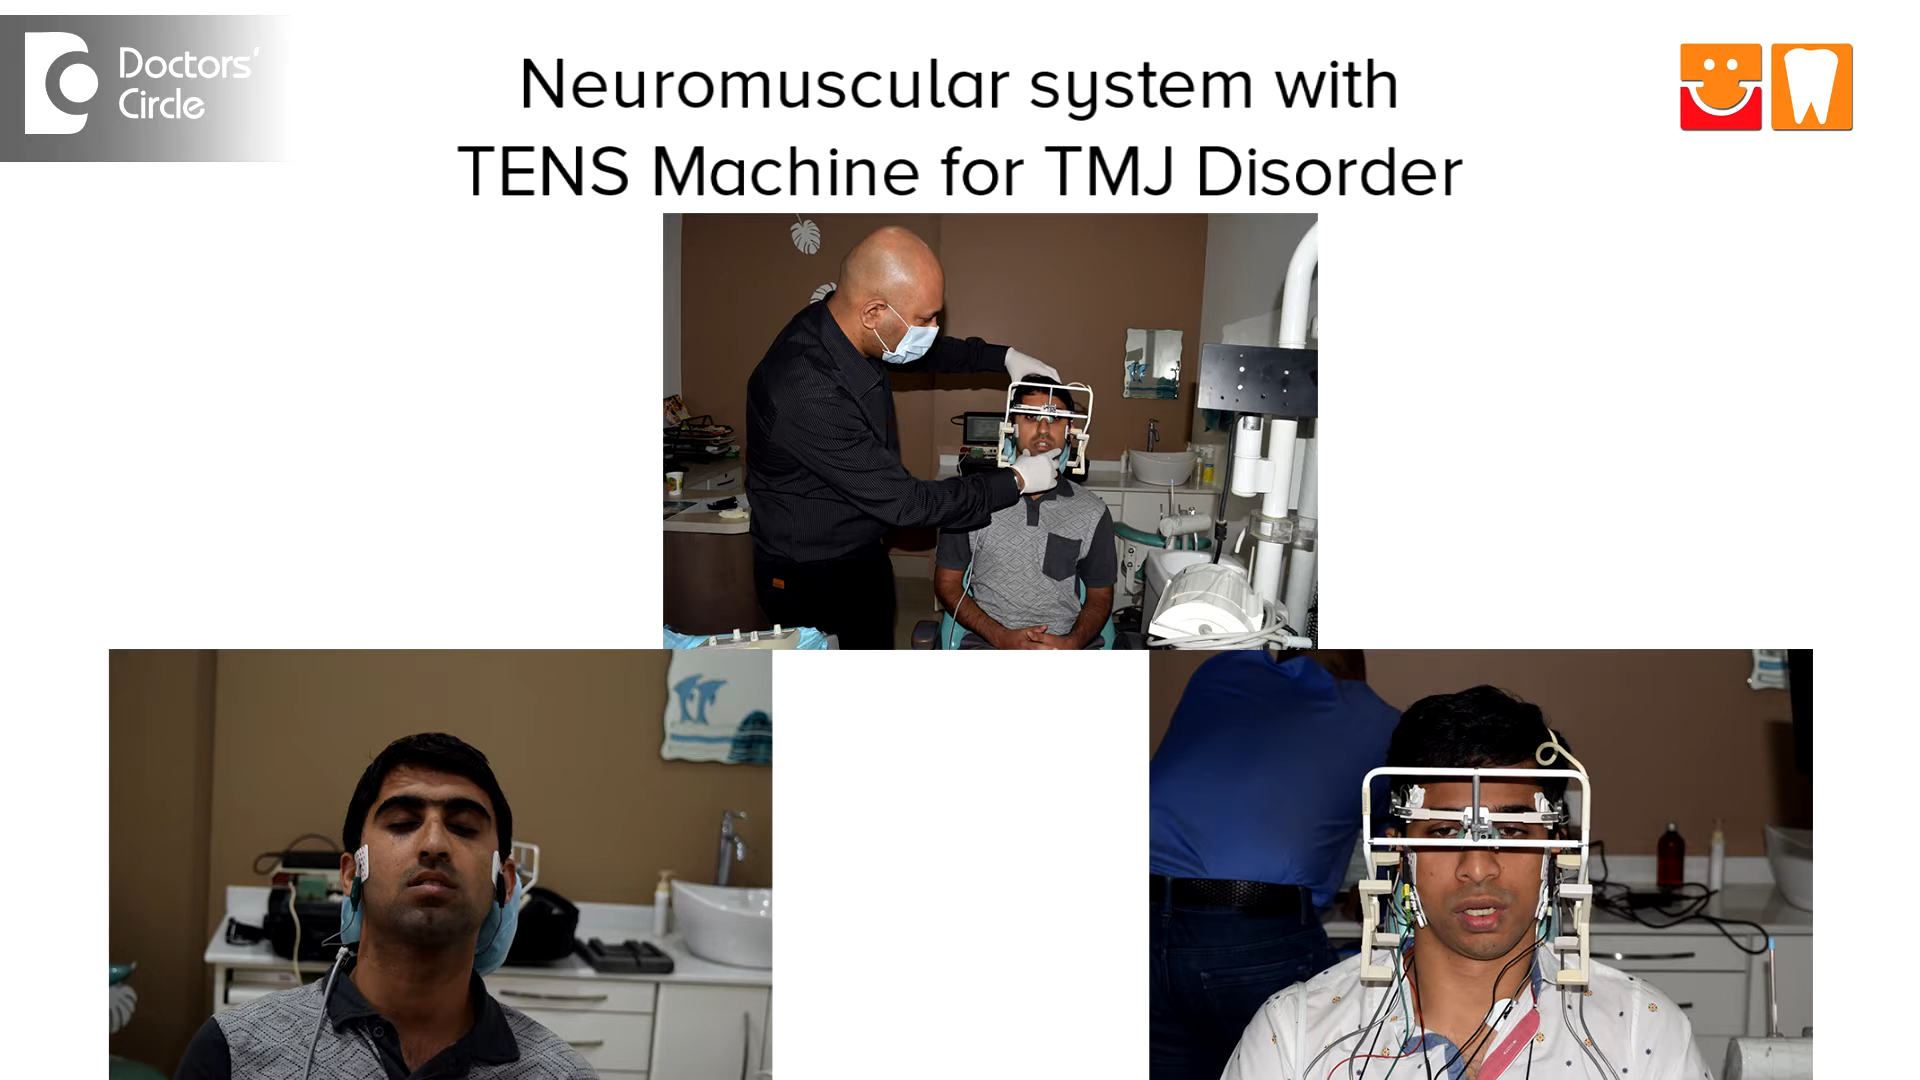 Doctors'
Circle
Neuromuscular system with
TENS Machine for TMJ Disorder